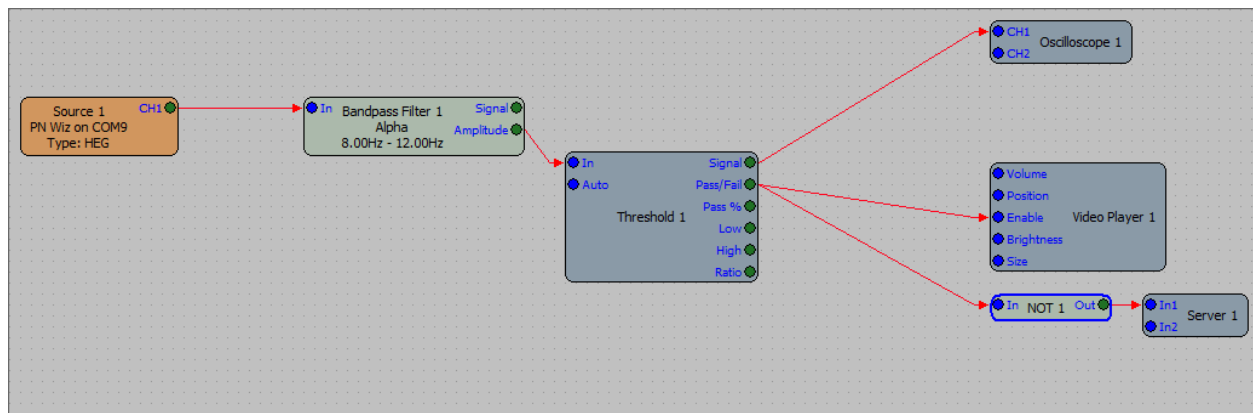 Source 1
PN Wiz on COM9
Type: HEG
CH1
In
Bandpass Filter 1
Alpha
8.00Hz - 12.00Hz
Signal
Amplitude
In
Auto
Threshold 1
Signal
Pass/Fail
Pass %
Low
High
Ratio
CH1
CH2
Oscilloscope 1
Volume
Position
Enable
Brightness
Size
Video Player 1
In
NOT 1
Out
In1
In2
Server 1